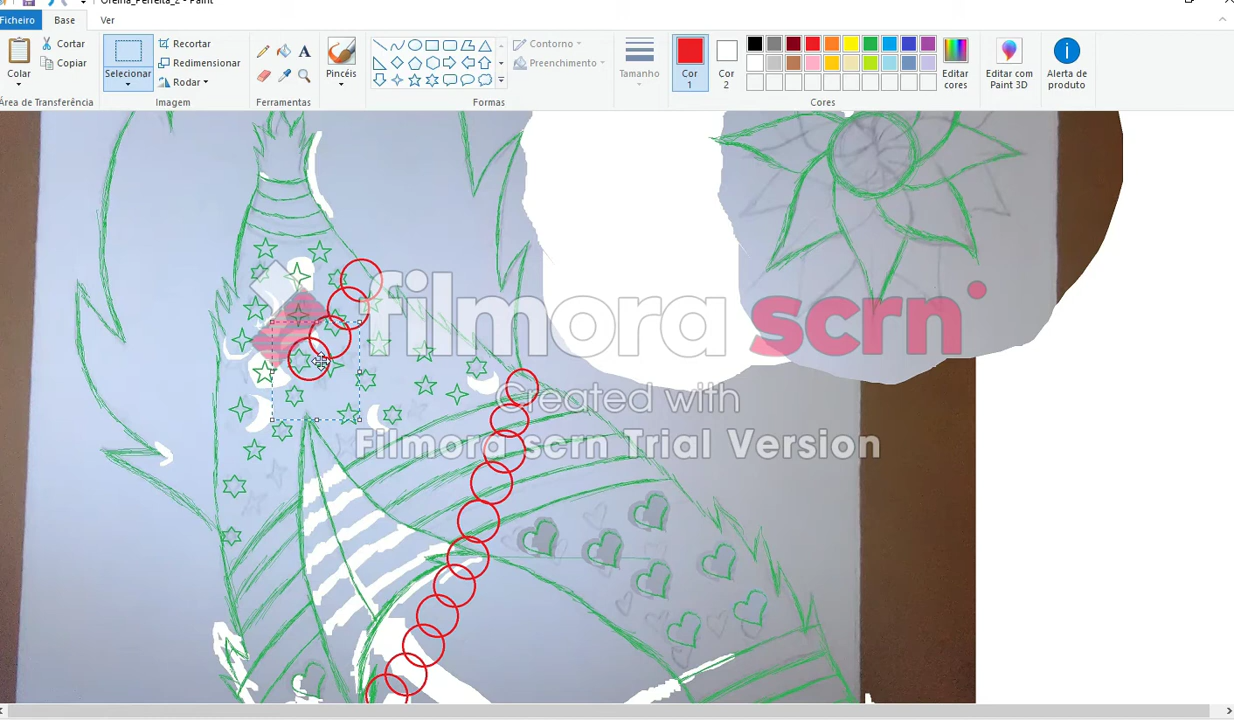 Orelha_Perfeita_2 - Paint
Ficheiro Base Ver
Colar
Cortar
Copiar
Área de Transferência
Selecionar
Recortar
Redimensionar
Rodar
Imagem
A
Ferramentas
Pincéis
Formas
Contorno
Preenchimento
Tamanho
Cor 1
Cor 2
Cores
Editar cores
Editar com Paint 3D
Alerta de produto
filmora scrn
Created with
Filmora scrn Trial Version